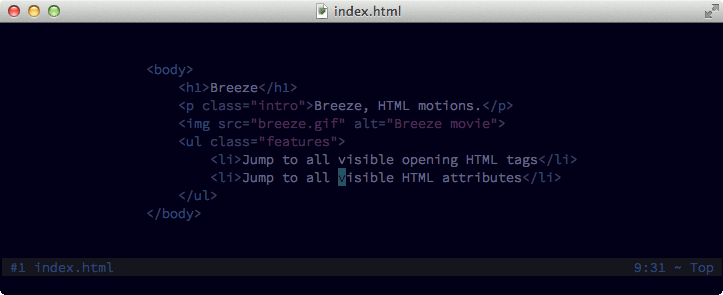 index.html
<body>
<h1>Breeze</h1>
<p class="intro">Breeze, HTML motions.</p>
<img src="breeze.gif" alt="Breeze movie">
<ul class="features">
<li>Jump to all visible opening HTML tags</li>
<li>Jump to all visible HTML attributes</li>
</ul>
</body>
#1 index.html 9:31 ~ Top